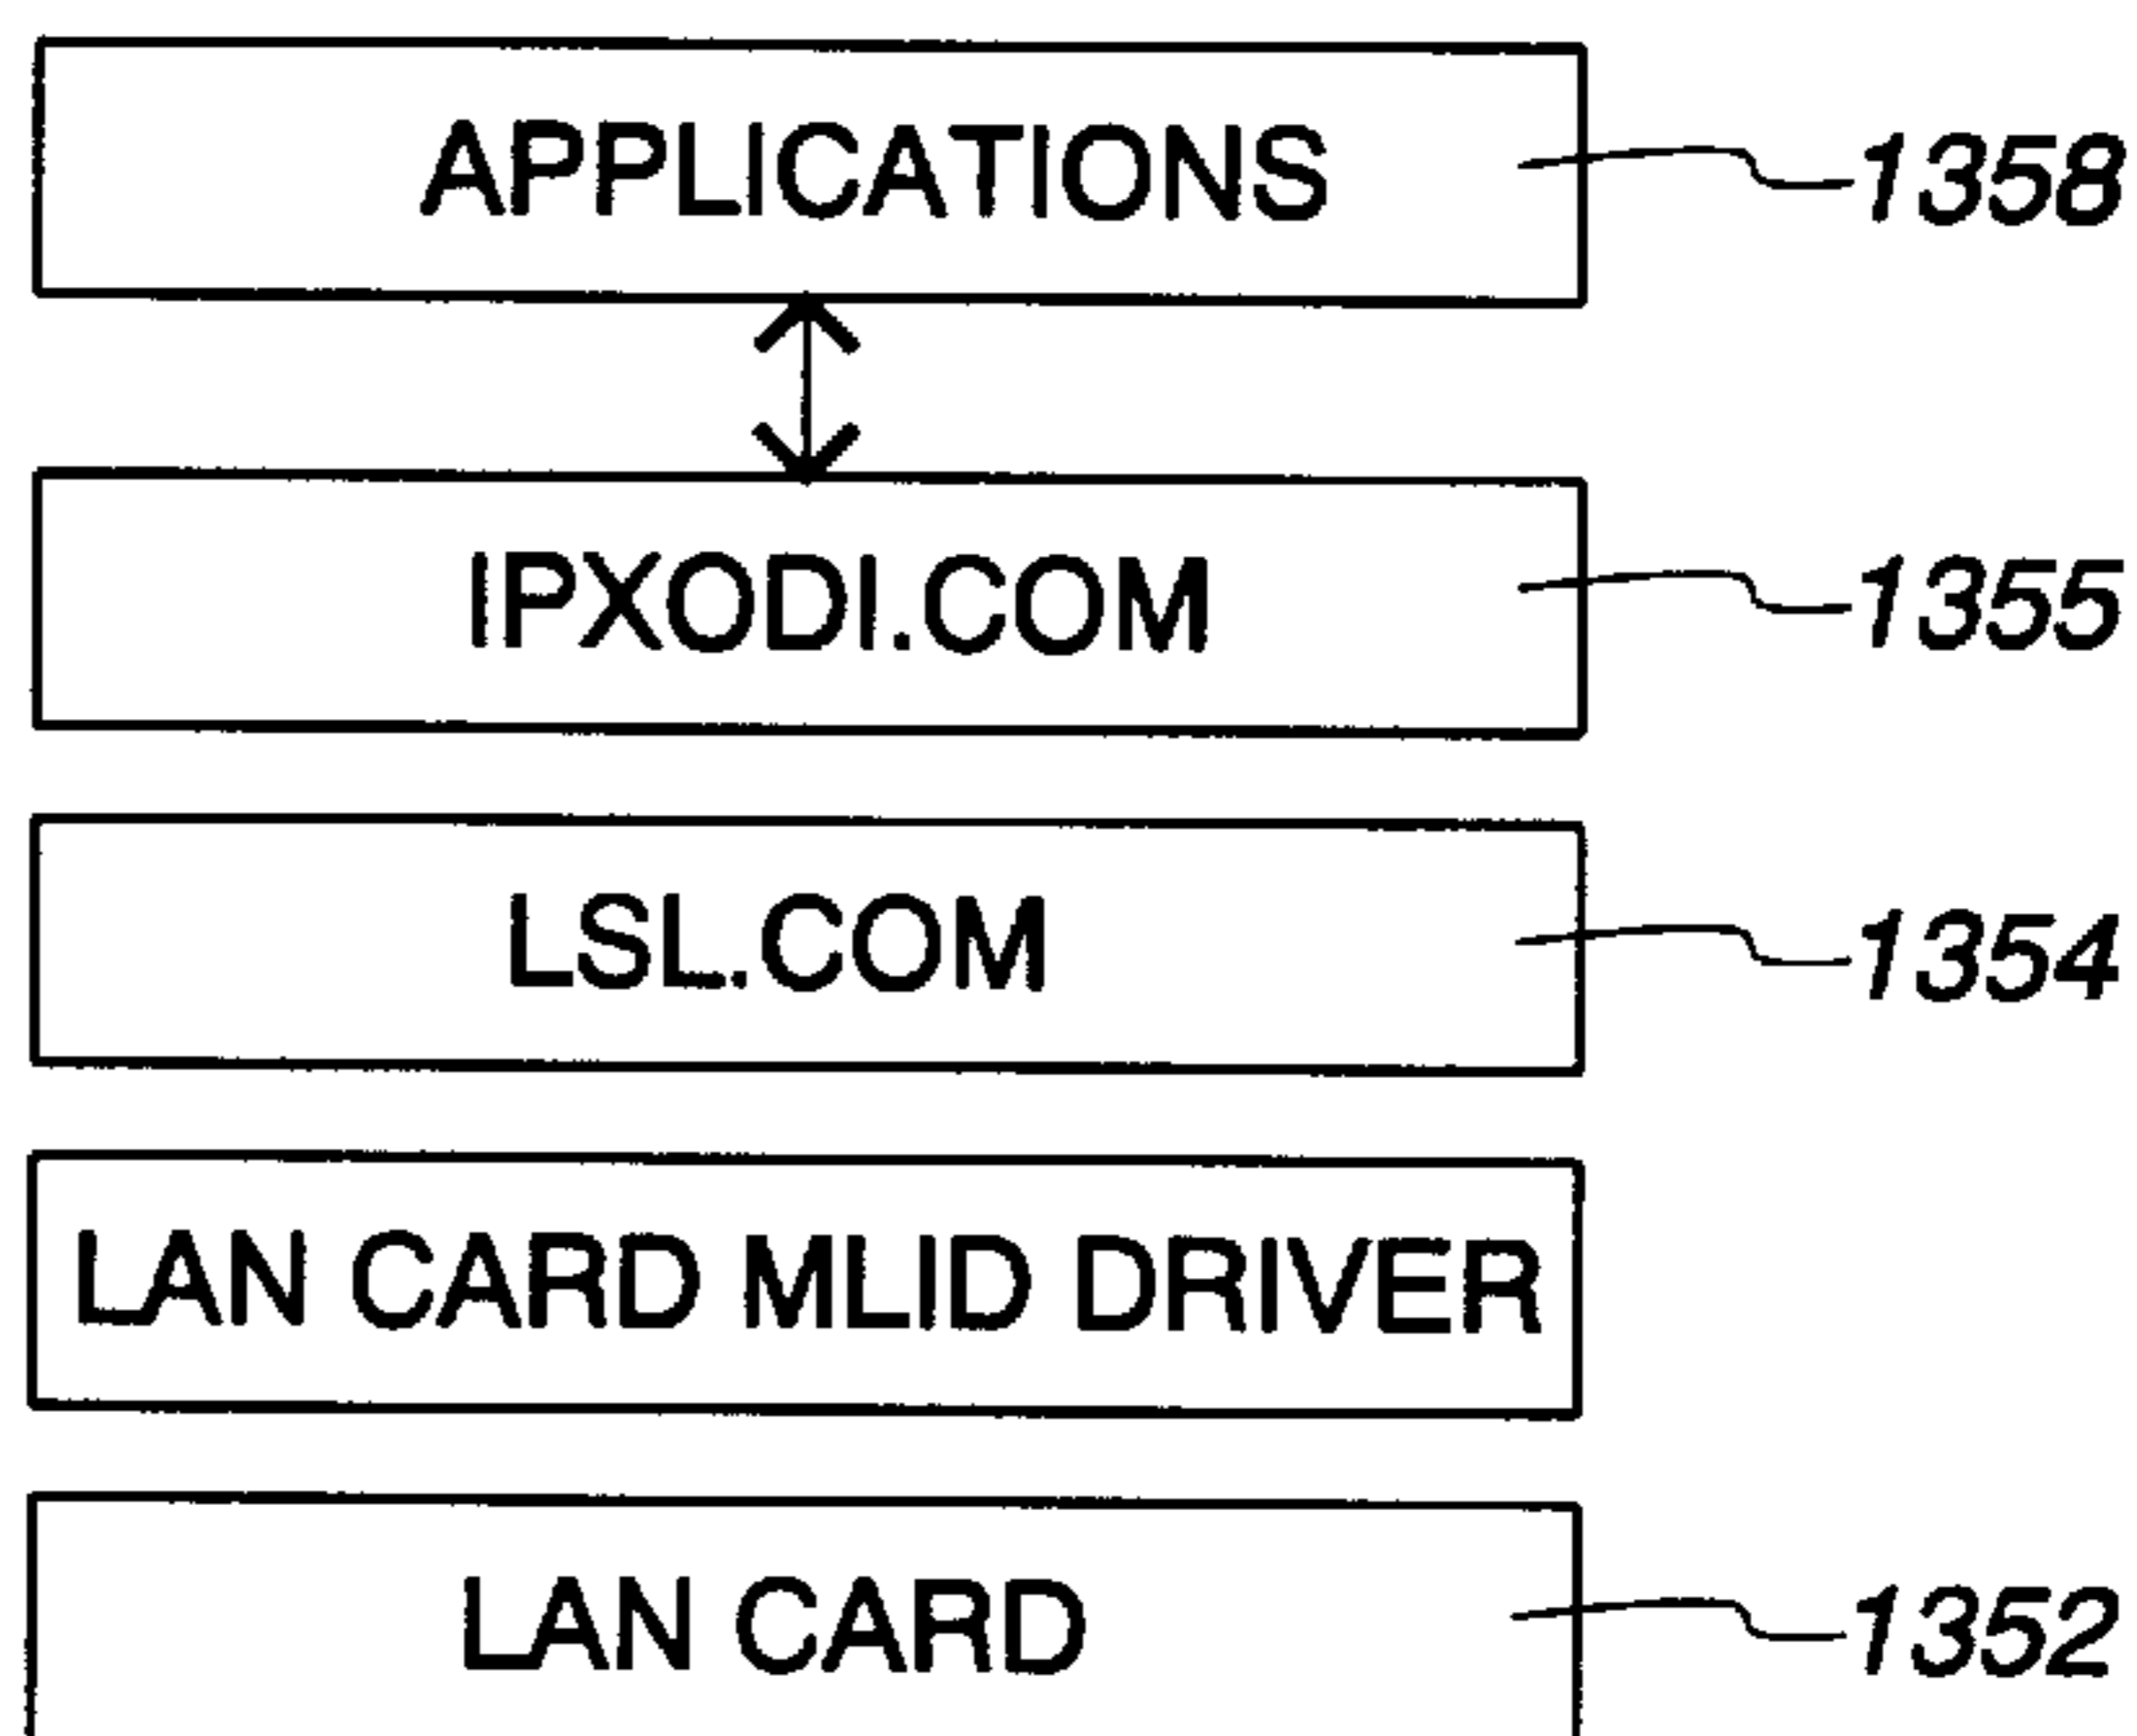 APPLICATIONS 1358
IPXODI.COM 1355
LSL.COM 1354
LAN CARD MLID DRIVER
LAN CARD 1352